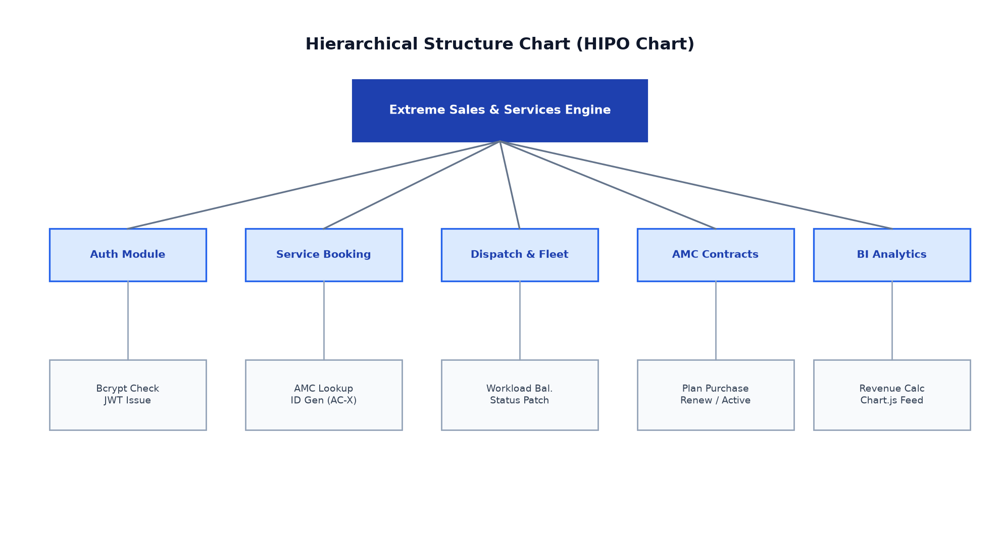 Hierarchical Structure Chart (HIPO Chart)
Extreme Sales & Services Engine
Auth Module
Service Booking
Dispatch & Fleet
AMC Contracts
BI Analytics
Bcrypt Check
JWT Issue
AMC Lookup
ID Gen (AC-X)
Workload Bal.
Status Patch
Plan Purchase
Renew / Active
Revenue Calc
Chart.js Feed